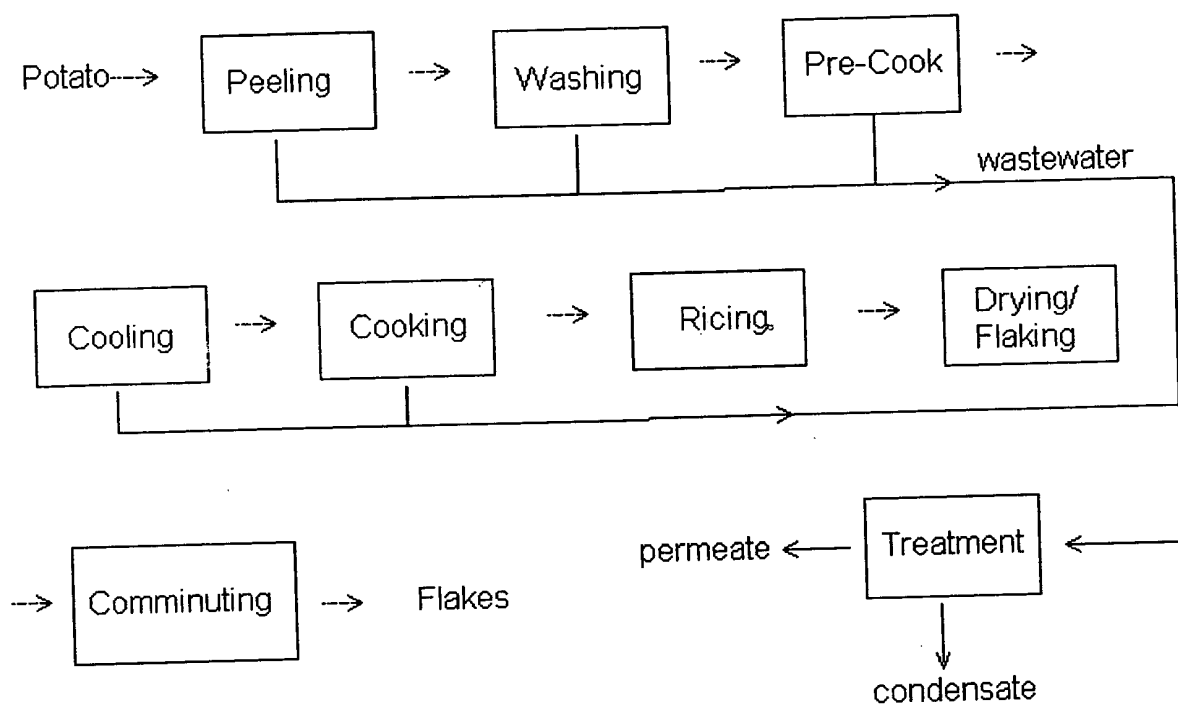 Potato
Peeling
Washing
Pre-Cook
wastewater
Cooling
Cooking
Ricing
Drying/
Flaking
Comminuting
Flakes
permeate
Treatment
condensate